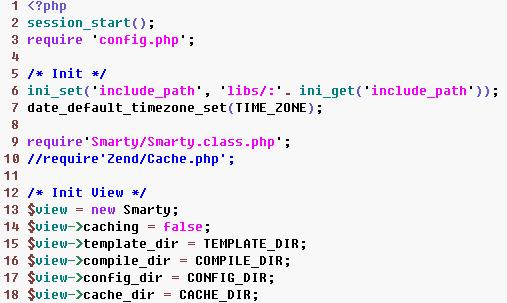 1 <?php
2 session_start();
3 require 'config.php';
4
5 /* Init */
6 ini_set('include_path', 'libs/:'. ini_get('include_path'));
7 date_default_timezone_set(TIME_ZONE);
8
9 require'Smarty/Smarty.class.php';
10 //require'Zend/Cache.php';
11
12 /* Init View */
13 $view = new Smarty;
14 $view->caching = false;
15 $view->template_dir = TEMPLATE_DIR;
16 $view->compile_dir = COMPILE_DIR;
17 $view->config_dir = CONFIG_DIR;
18 $view->cache_dir = CACHE_DIR;